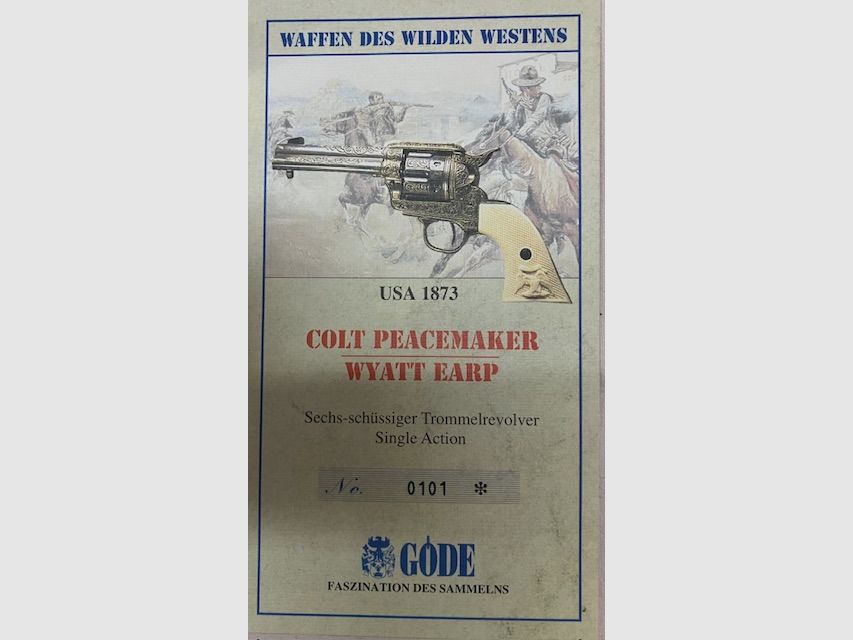 WAFFEN DES WILDEN WESTENS
USA 1873
COLT PEACEMAKER
WYATT EARP
Sechs-schüssiger Trommelrevolver
Single Action
No. 0101 *
GÖDE
FASZINATION DES SAMMELNS